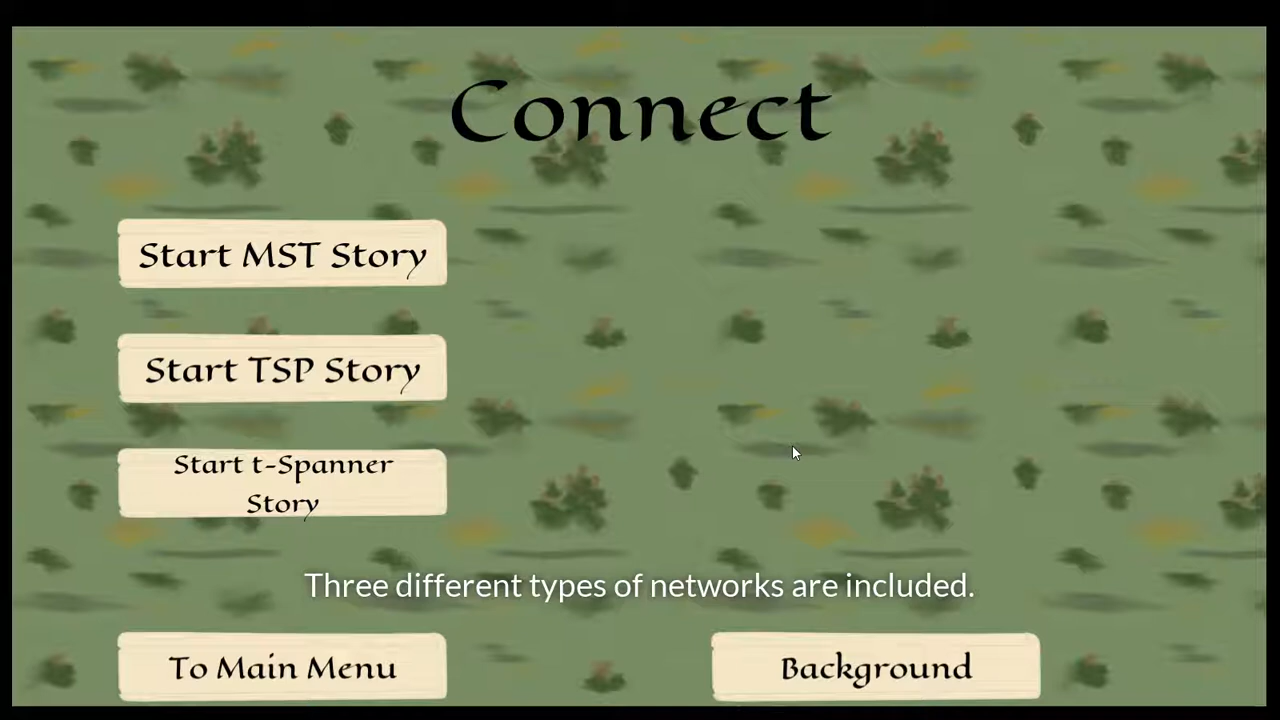 Connect
Start MST Story
Start TSP Story
Start t-Spanner
Story
Three different types of networks are included.
To Main Menu
Background